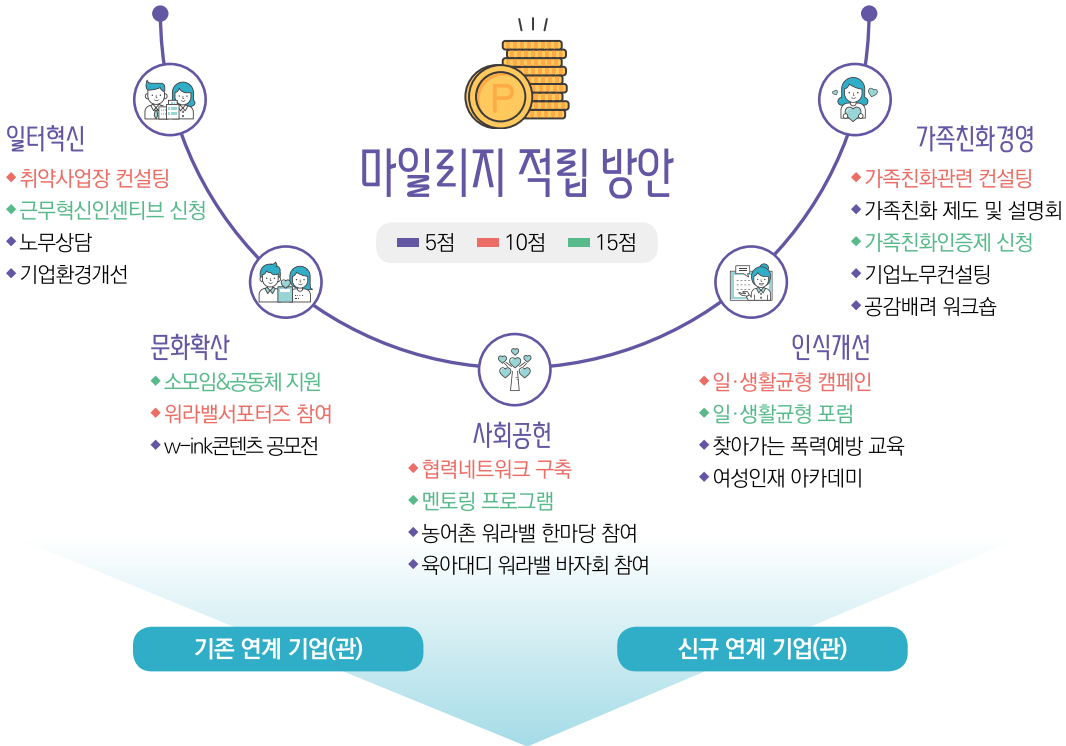 P
마일리지 적립 방안
5점
10점
15점
일터혁신
취약사업장 컨설팅
근무혁신인센티브 신청
노무상담
기업환경개선
문화확산
소모임&공동체 지원
워라밸서포터즈 참여
w-ink콘텐츠 공모전
사회공헌
협력네트워크 구축
멘토링 프로그램
농어촌 워라밸 한마당 참여
육아대디 워라밸 바자회 참여
인식개선
일·생활균형 캠페인
일·생활균형 포럼
찾아가는 폭력예방 교육
여성인재 아카데미
가족친화경영
가족친화관련 컨설팅
가족친화 제도 및 설명회
가족친화인증제 신청
기업노무컨설팅
공감배려 워크숍
기존 연계 기업(관)
신규 연계 기업(관)